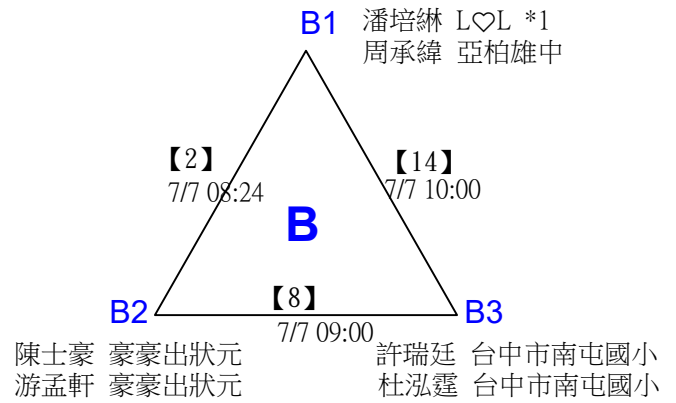 B1
潘培綝 L♡L *1
周承緯 亞柏雄中
【2】
7/7 08:24
【14】
7/7 10:00
B
【8】
7/7 09:00
B2
B3
陳士豪 豪豪出狀元
游孟軒 豪豪出狀元
許瑞廷 台中市南屯國小
杜泓霆 台中市南屯國小